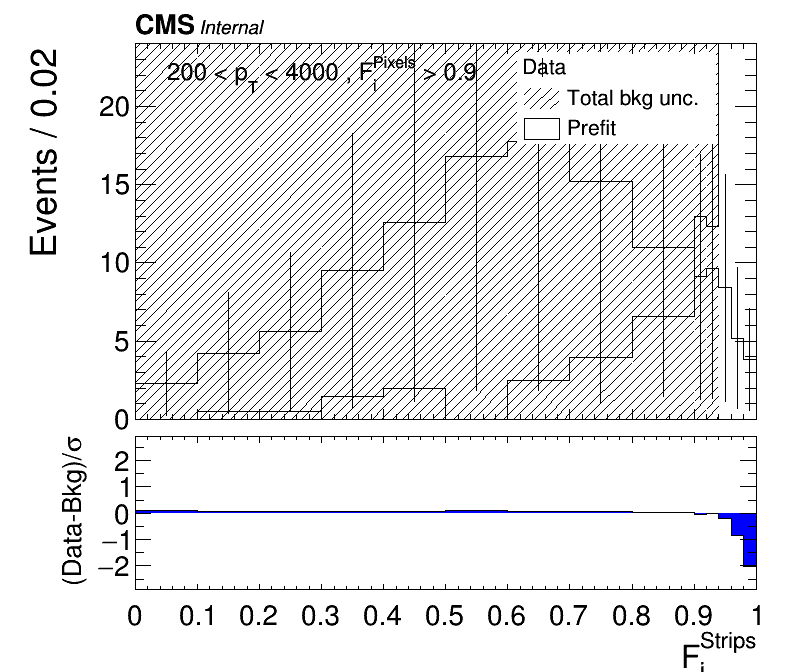 CMS Internal
Events / 0.02
200 < p_T < 4000 , F_i^Pixels > 0.9
Data
Total bkg unc.
Prefit
20
15
10
5
0
(Data-Bkg)/σ
2
1
0
−1
−2
0 0.1 0.2 0.3 0.4 0.5 0.6 0.7 0.8 0.9 1
F_i^Strips